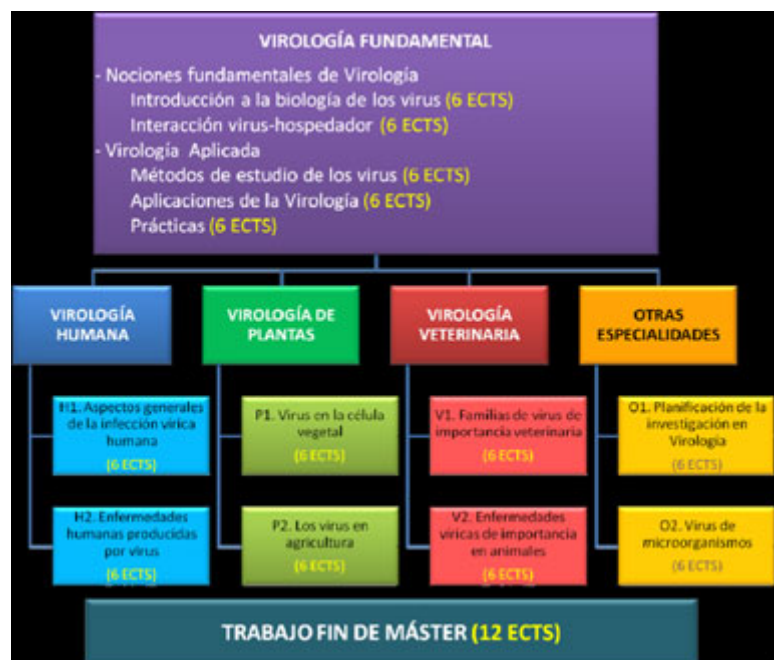 VIROLOGÍA FUNDAMENTAL
- Nociones fundamentales de Virología
Introducción a la biología de los virus (6 ECTS)
Interacción virus-hospedador (6 ECTS)
- Virología Aplicada
Métodos de estudio de los virus (6 ECTS)
Aplicaciones de la Virología (6 ECTS)
Prácticas (6 ECTS)
VIROLOGÍA
HUMANA
VIROLOGÍA DE
PLANTAS
VIROLOGÍA
VETERINARIA
OTRAS
ESPECIALIDADES
H1. Aspectos generales
de la infección vírica
humana
(6 ECTS)
P1. Virus en la célula
vegetal
(6 ECTS)
V1. Familias de virus de
importancia veterinaria
(6 ECTS)
O1. Planificación de la
investigación en
Virología
(6 ECTS)
H2. Enfermedades
humanas producidas
por virus
(6 ECTS)
P2. Los virus en
agricultura
(6 ECTS)
V2. Enfermedades
víricas de importancia
en animales
(6 ECTS)
O2. Virus de
microorganismos
(6 ECTS)
TRABAJO FIN DE MÁSTER (12 ECTS)